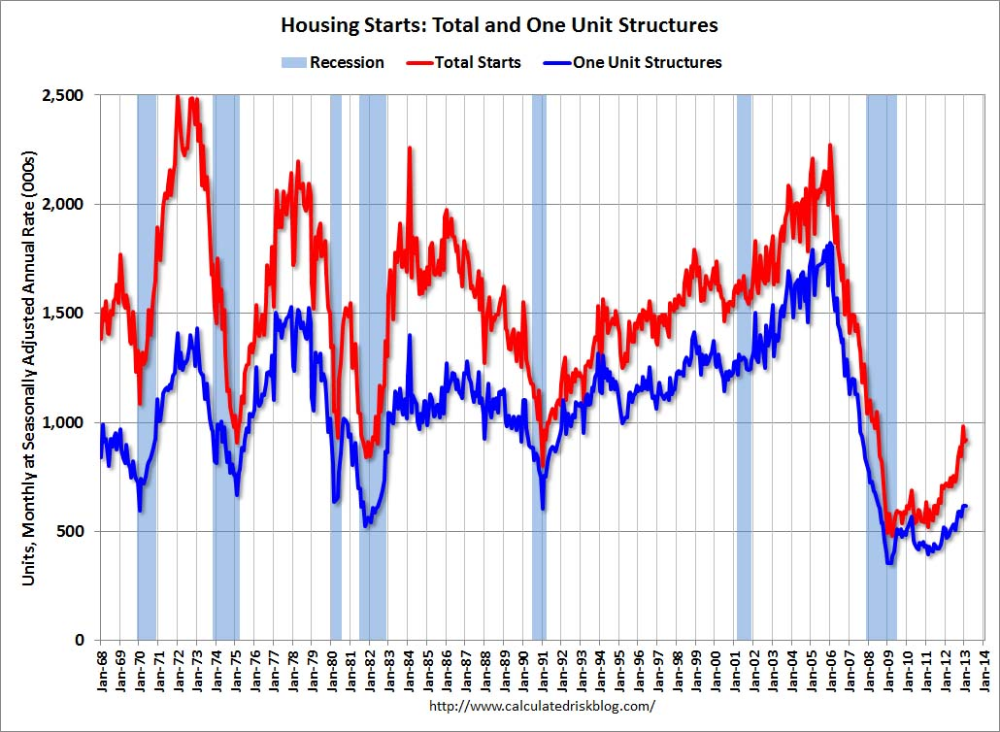 Housing Starts: Total and One Unit Structures
Recession Total Starts One Unit Structures
Units, Monthly at Seasonally Adjusted Annual Rate (000s)
2,500
2,000
1,500
1,000
500
0
Jan-68 Jan-69 Jan-70 Jan-71 Jan-72 Jan-73 Jan-74 Jan-75 Jan-76 Jan-77 Jan-78 Jan-79 Jan-80 Jan-81 Jan-82 Jan-83 Jan-84 Jan-85 Jan-86 Jan-87 Jan-88 Jan-89 Jan-90 Jan-91 Jan-92 Jan-93 Jan-94 Jan-95 Jan-96 Jan-97 Jan-98 Jan-99 Jan-00 Jan-01 Jan-02 Jan-03 Jan-04 Jan-05 Jan-06 Jan-07 Jan-08 Jan-09 Jan-10 Jan-11 Jan-12 Jan-13 Jan-14
http://www.calculatedriskblog.com/